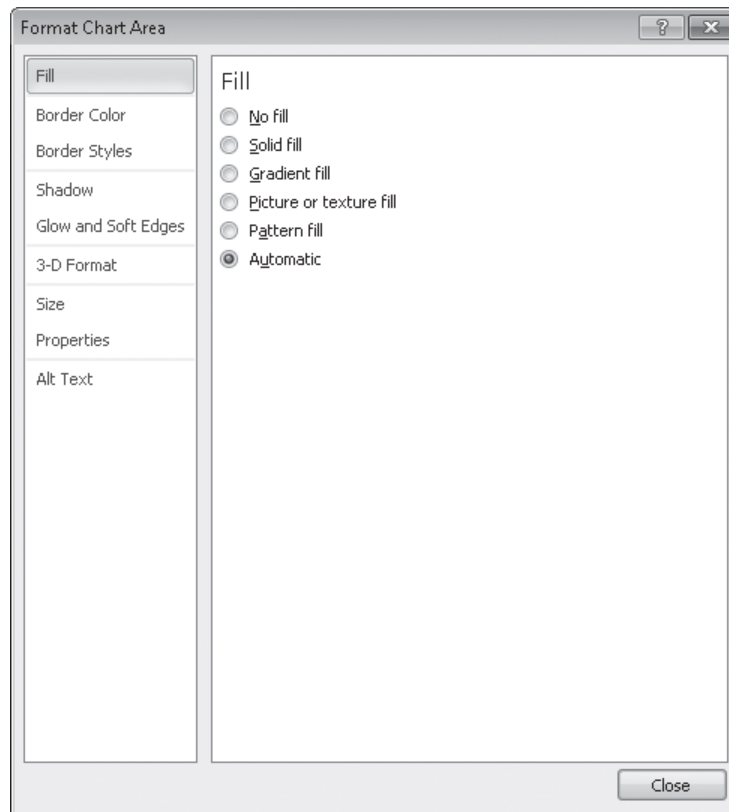 Format Chart Area
Fill
Border Color
Border Styles
Shadow
Glow and Soft Edges
3-D Format
Size
Properties
Alt Text
Fill
No fill
Solid fill
Gradient fill
Picture or texture fill
Pattern fill
Automatic
Close